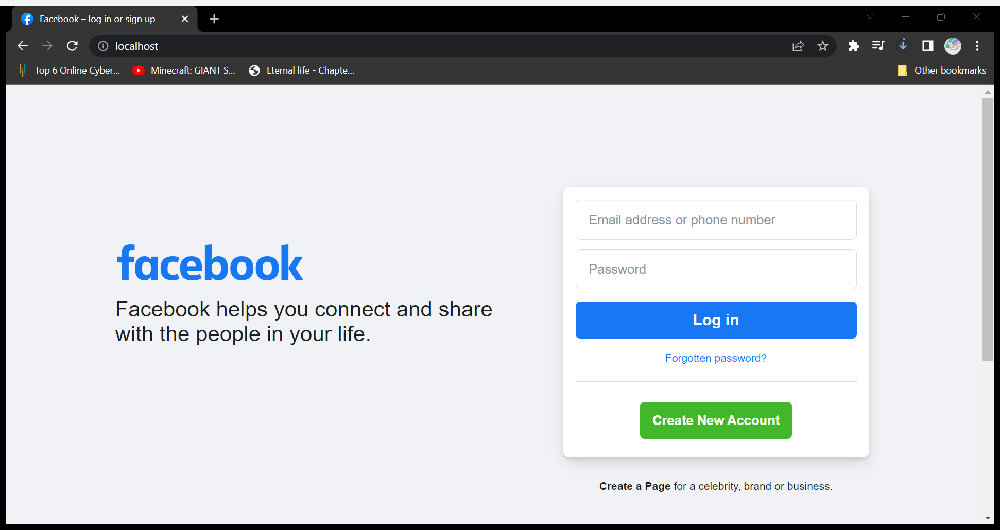 Facebook – log in or sign up
localhost
Top 6 Online Cyber...
Minecraft: GIANT S...
Eternal life - Chapte...
Other bookmarks
facebook
Facebook helps you connect and share
with the people in your life.
Email address or phone number
Password
Log in
Forgotten password?
Create New Account
Create a Page for a celebrity, brand or business.